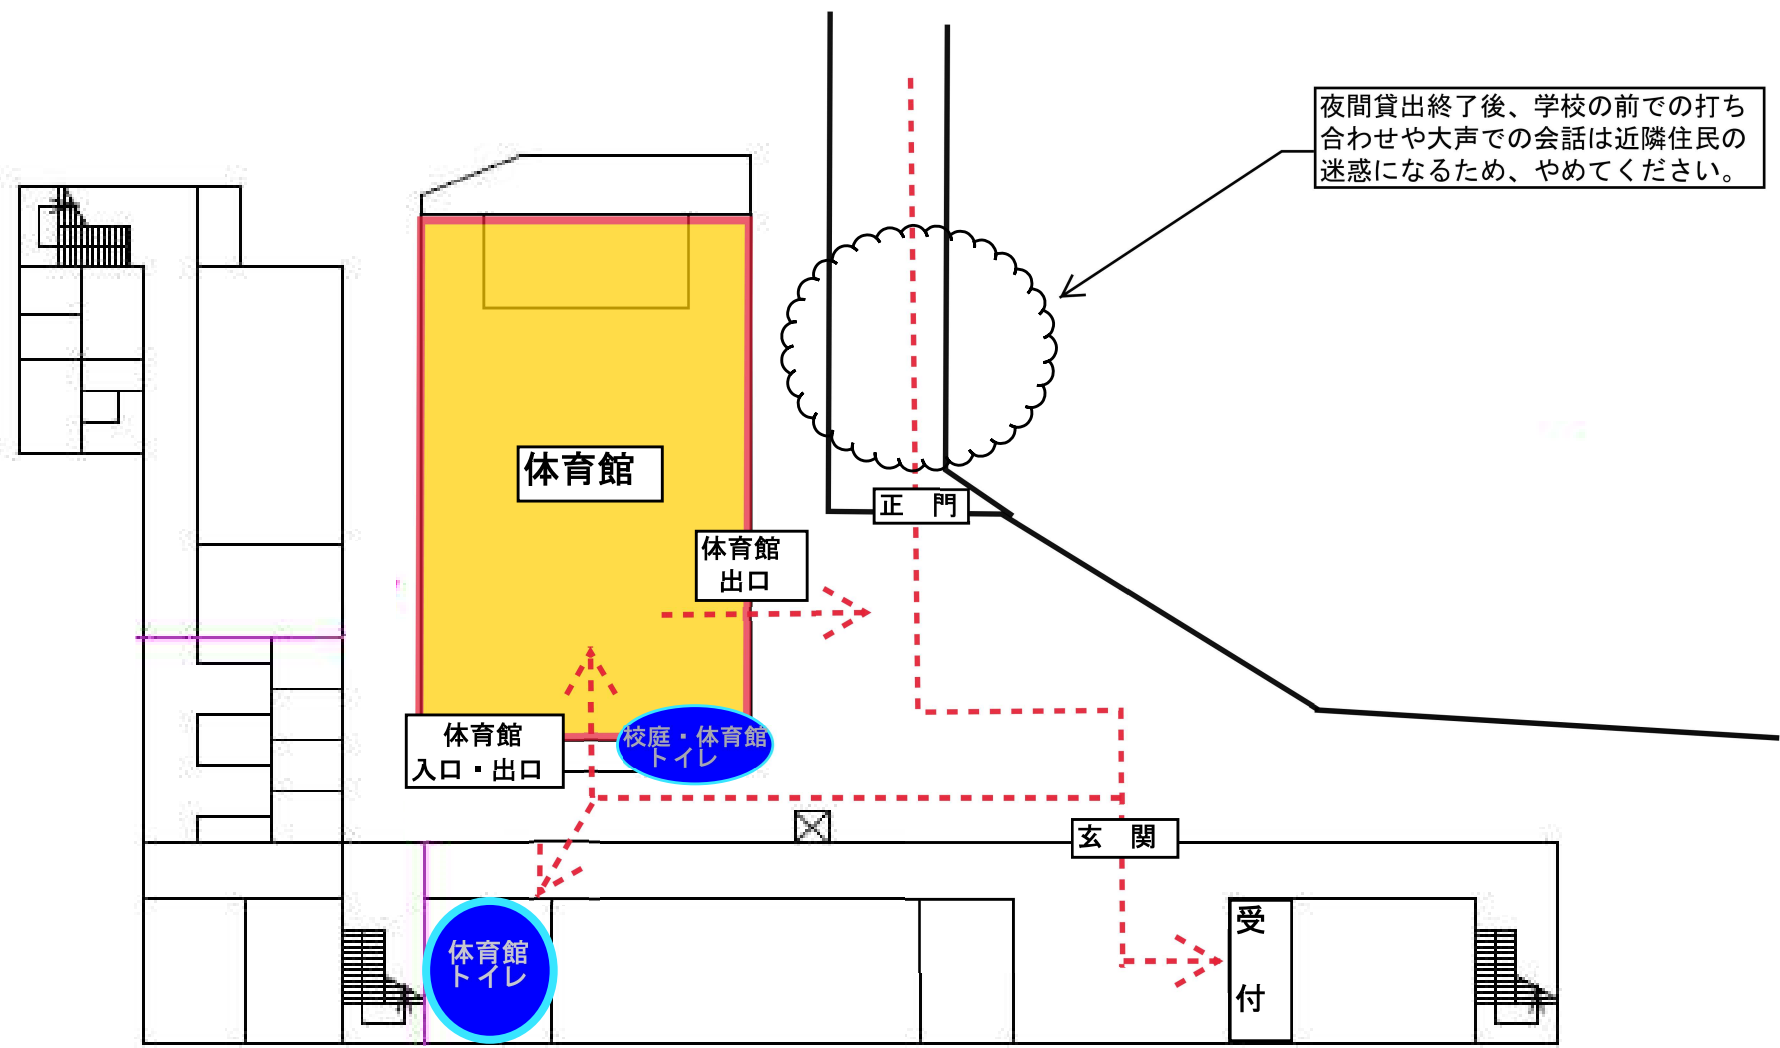 夜間貸出終了後、学校の前での打ち
合わせや大声での会話は近隣住民の
迷惑になるため、やめてください。
体育館
正　門
体育館
出口
体育館
入口・出口
校庭・体育館
トイレ
玄　関
受
付
体育館
トイレ